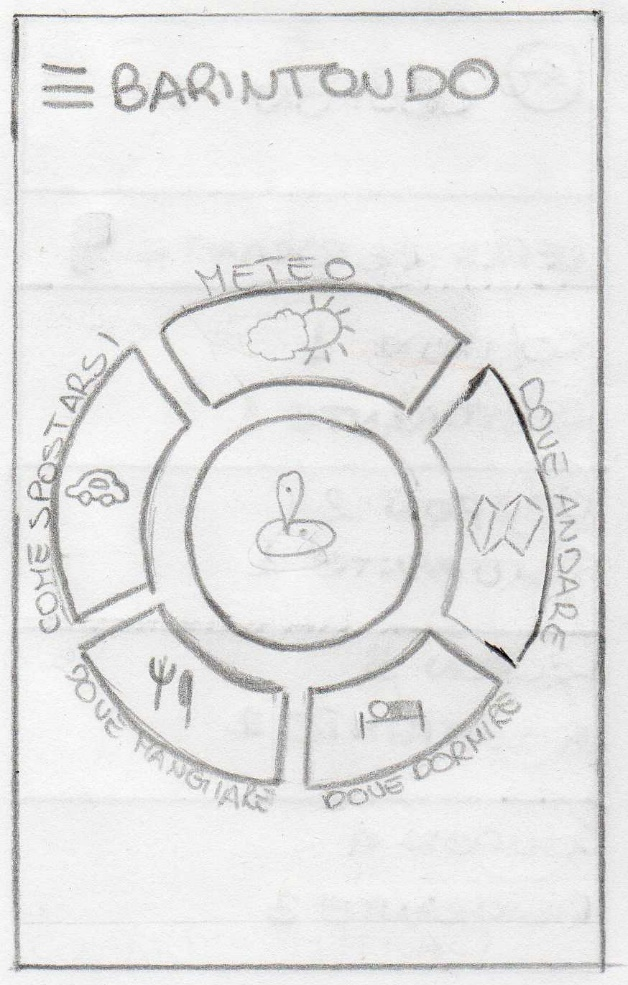 BARINTONDO
METEO
COME SPOSTARSI
DOVE ANDARE
DOVE MANGIARE
DOVE DORMIRE